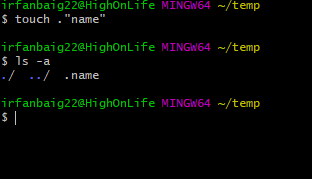 irfanbaig22@HighOnLife MINGW64 ~/temp
$ touch ."name"
irfanbaig22@HighOnLife MINGW64 ~/temp
$ ls -a
./ ../ .name
irfanbaig22@HighOnLife MINGW64 ~/temp
$